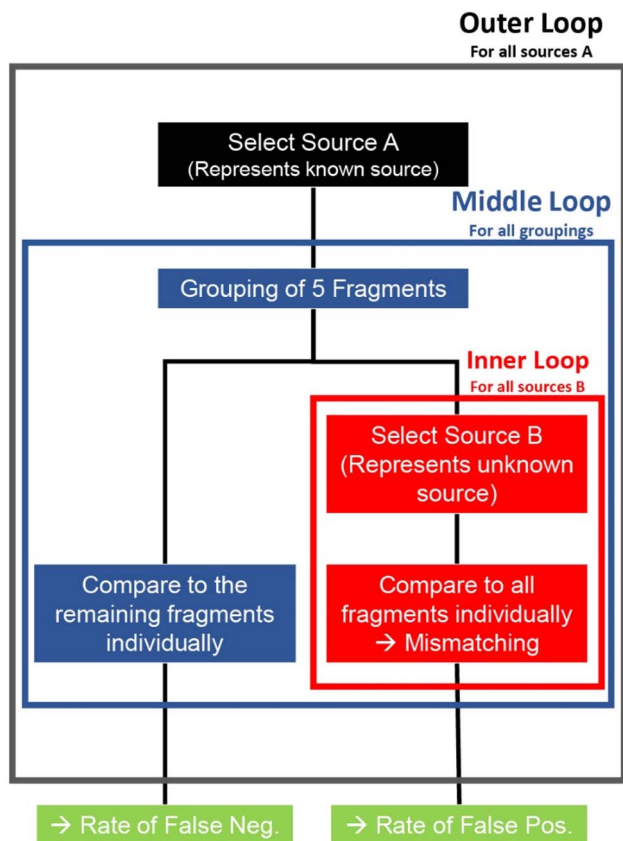 Outer Loop
For all sources A
Select Source A
(Represents known source)
Middle Loop
For all groupings
Grouping of 5 Fragments
Inner Loop
For all sources B
Select Source B
(Represents unknown
source)
Compare to the
remaining fragments
individually
Compare to all
fragments individually
→ Mismatching
→ Rate of False Neg.
→ Rate of False Pos.